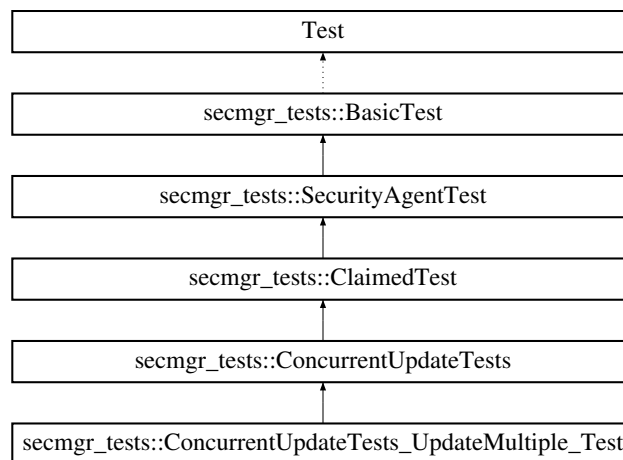 Test
secmgr_tests::BasicTest
secmgr_tests::SecurityAgentTest
secmgr_tests::ClaimedTest
secmgr_tests::ConcurrentUpdateTests
secmgr_tests::ConcurrentUpdateTests_UpdateMultiple_Test